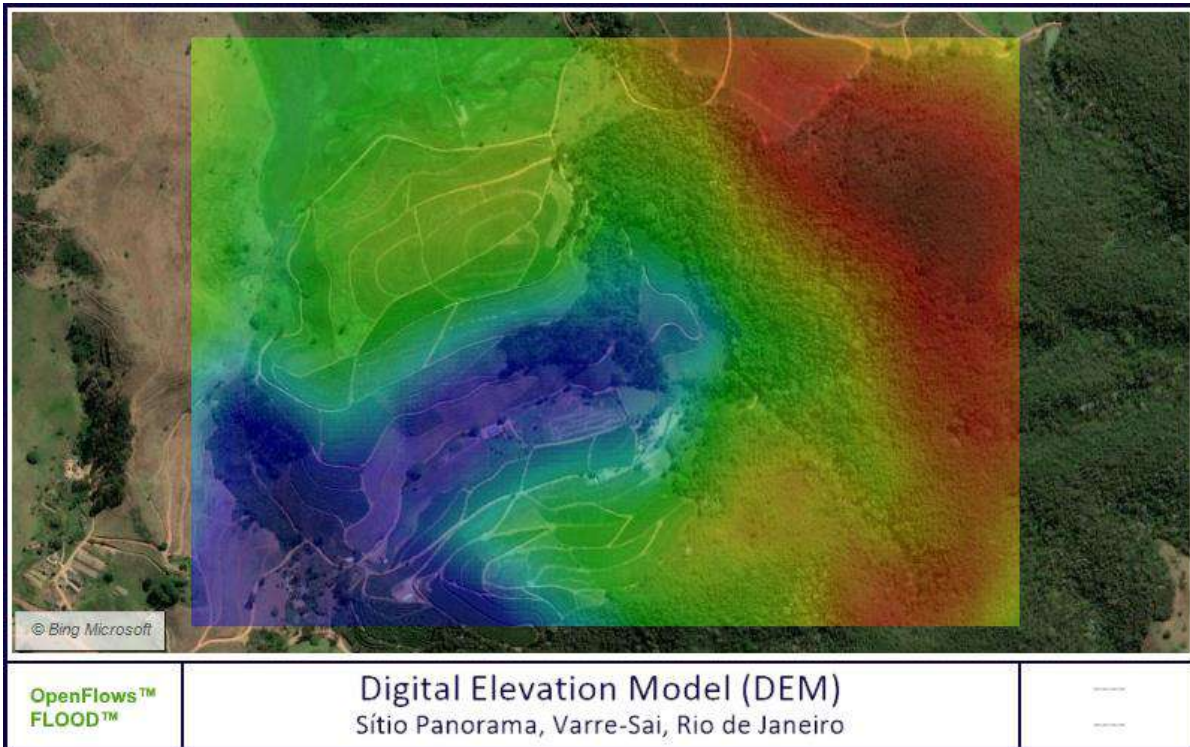 © Bing Microsoft
OpenFlows™
FLOOD™
Digital Elevation Model (DEM)
Sítio Panorama, Varre-Sai, Rio de Janeiro